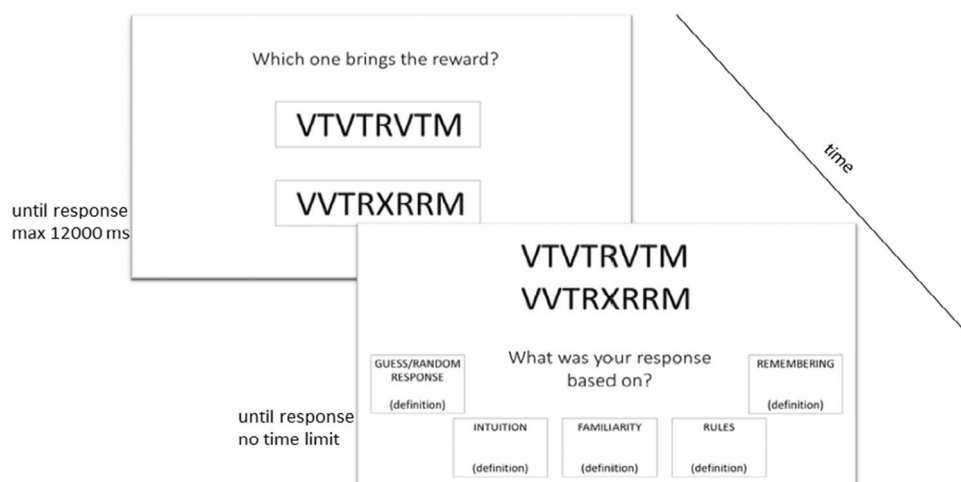 Which one brings the reward?
VTVTRVTM
VVTRXRRM
until response
max 12000 ms
time
VTVTRVTM
VVTRXRRM
What was your response
based on?
GUESS/RANDOM
RESPONSE
(definition)
REMEMBERING
(definition)
until response
no time limit
INTUITION
(definition)
FAMILIARITY
(definiition)
RULES
(definition)